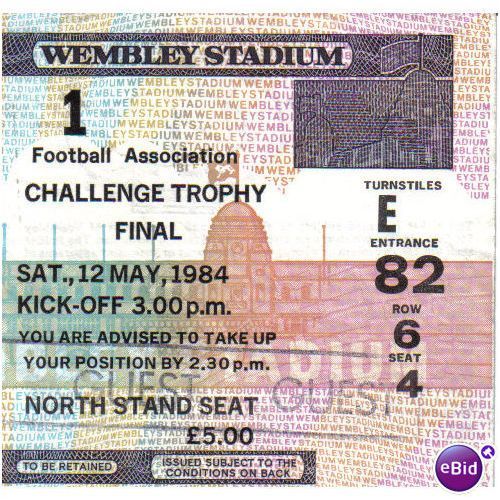 WEMBLEY STADIUM
1
Football Association
CHALLENGE TROPHY
FINAL
SAT., 12 MAY, 1984
KICK-OFF 3.00 p.m.
YOU ARE ADVISED TO TAKE UP
YOUR POSITION BY 2.30 p.m.
GUEST GUEST
NORTH STAND SEAT
£5.00
TURNSTILES
E
ENTRANCE
82
ROW
6
SEAT
4
TO BE RETAINED
ISSUED SUBJECT TO THE
CONDITIONS ON BACK
eBid